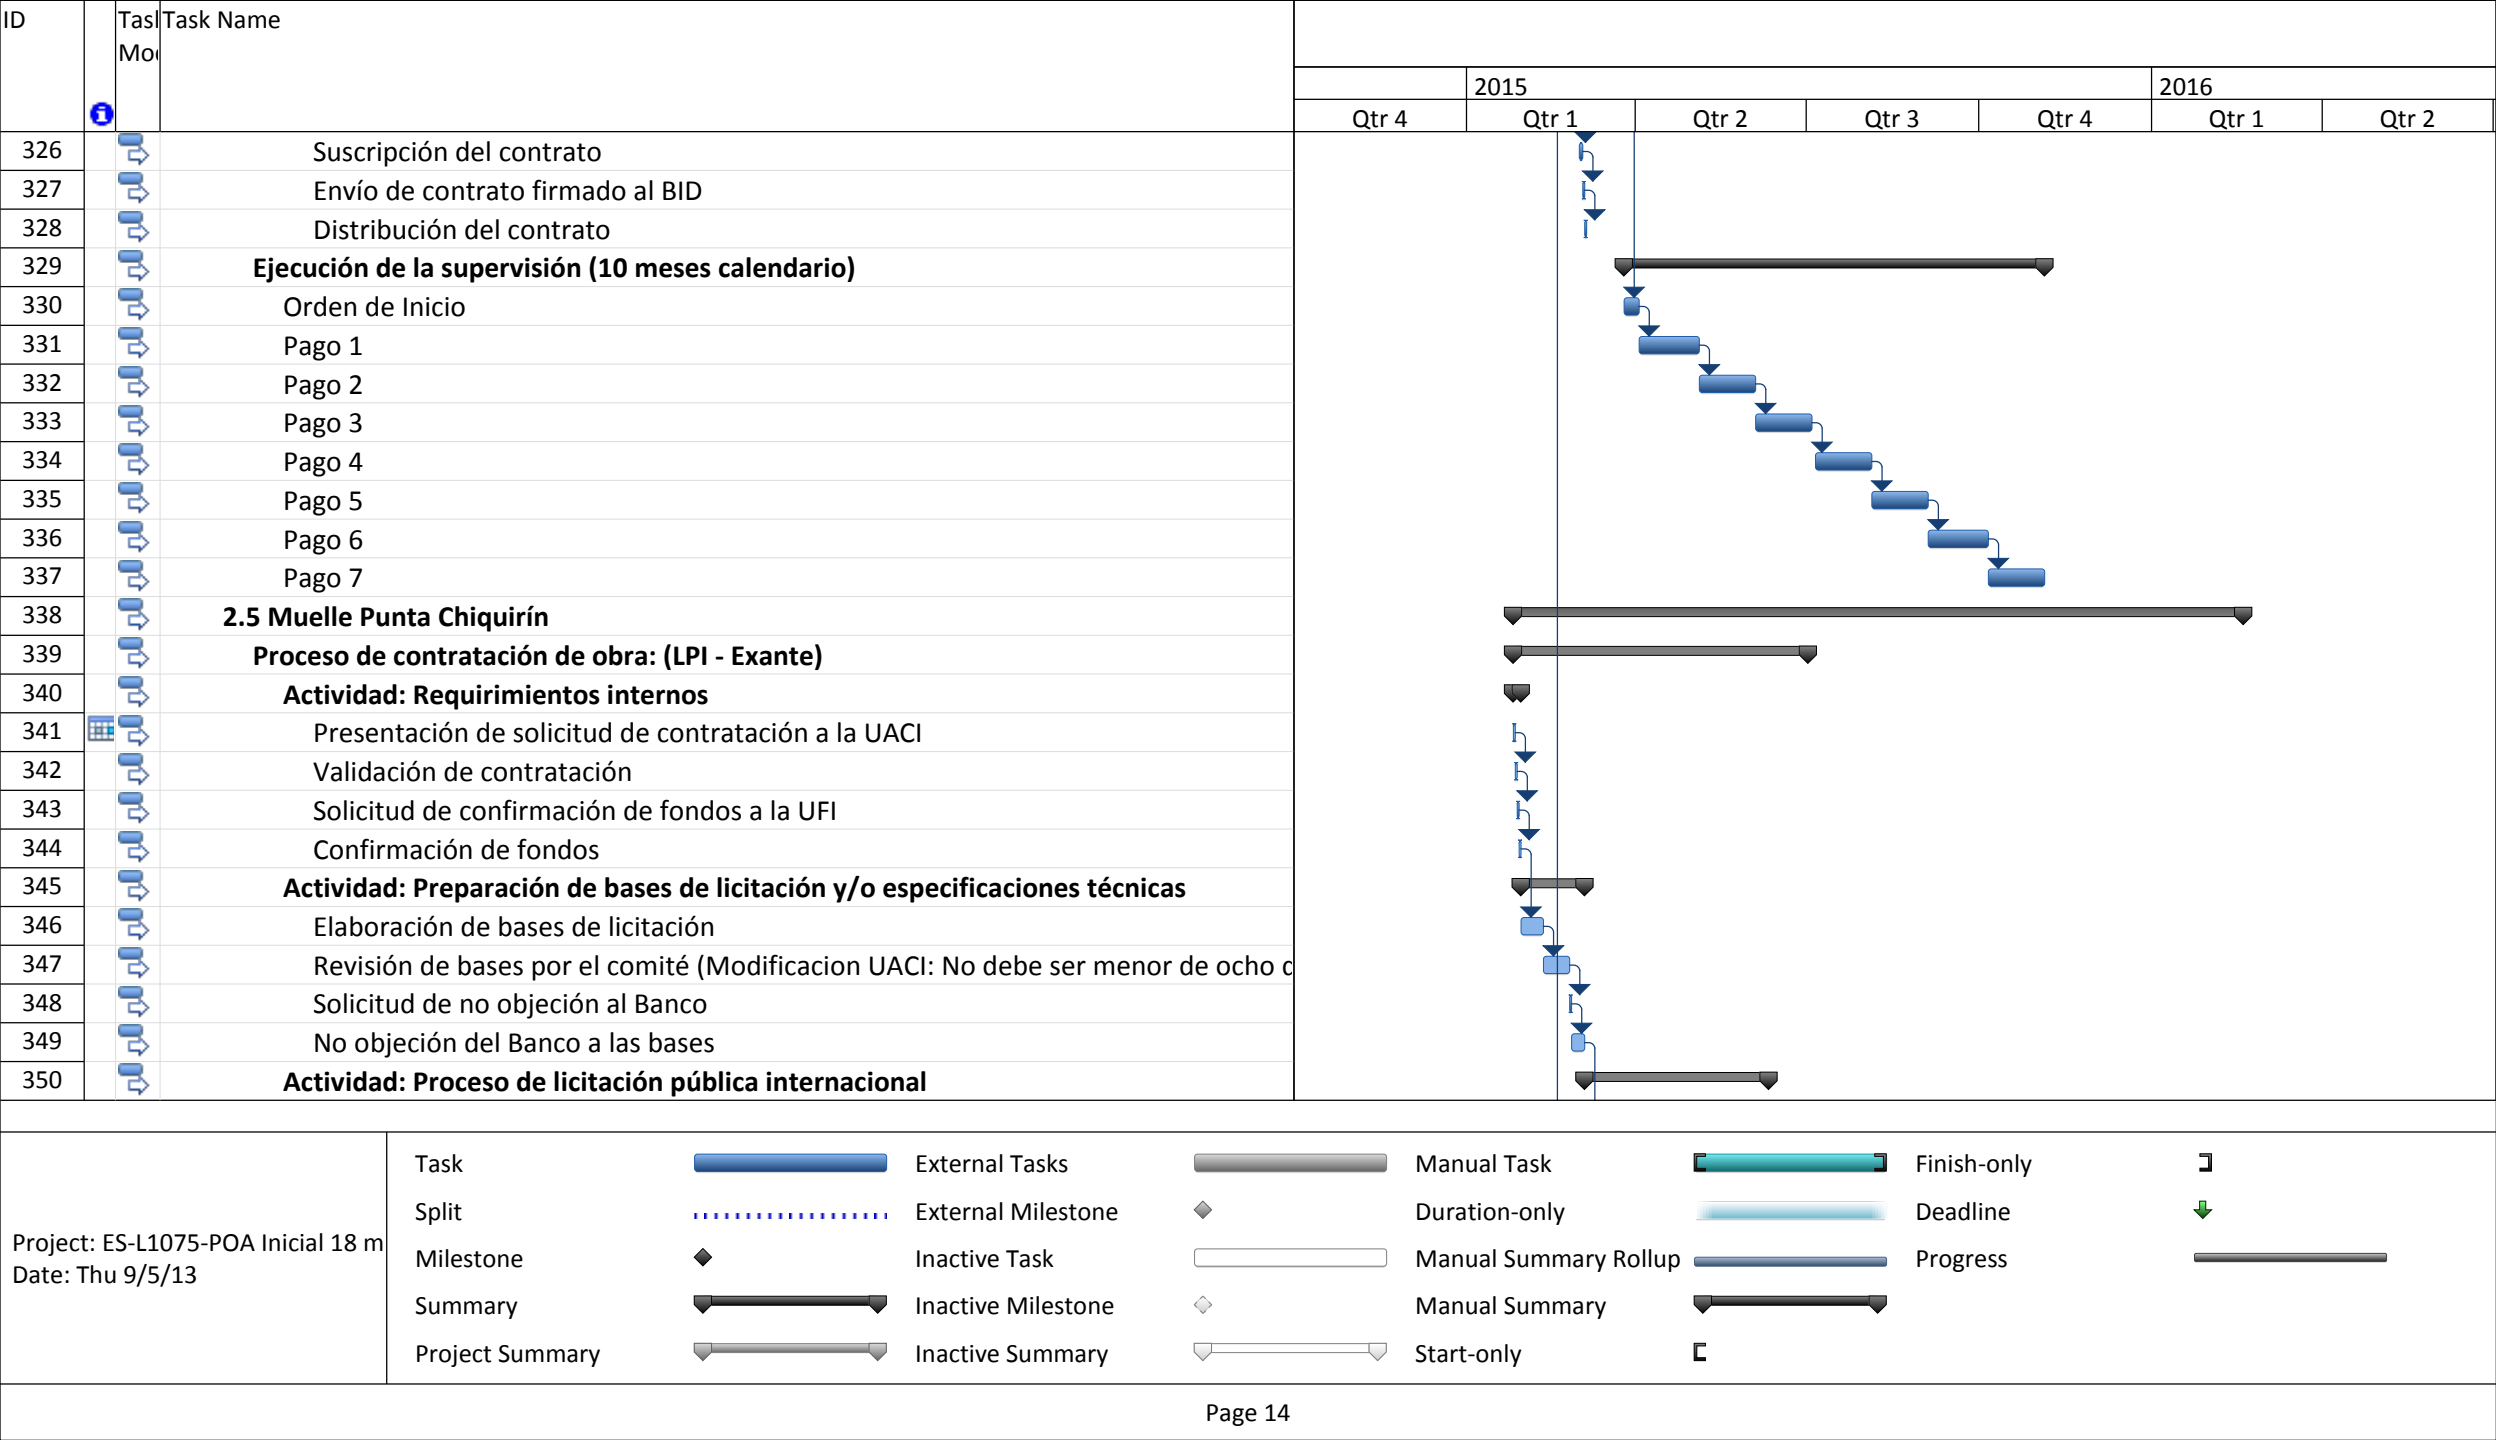 ID Tas Task Name
Mo
2015 2016
Qtr 4 Qtr 1 Qtr 2 Qtr 3 Qtr 4 Qtr 1 Qtr 2
326 Suscripción del contrato
327 Envío de contrato firmado al BID
328 Distribución del contrato
329 Ejecución de la supervisión (10 meses calendario)
330 Orden de Inicio
331 Pago 1
332 Pago 2
333 Pago 3
334 Pago 4
335 Pago 5
336 Pago 6
337 Pago 7
338 2.5 Muelle Punta Chiquirín
339 Proceso de contratación de obra: (LPI - Exante)
340 Actividad: Requirimientos internos
341 Presentación de solicitud de contratación a la UACI
342 Validación de contratación
343 Solicitud de confirmación de fondos a la UFI
344 Confirmación de fondos
345 Actividad: Preparación de bases de licitación y/o especificaciones técnicas
346 Elaboración de bases de licitación
347 Revisión de bases por el comité (Modificacion UACI: No debe ser menor de ocho
348 Solicitud de no objeción al Banco
349 No objeción del Banco a las bases
350 Actividad: Proceso de licitación pública internacional
Project: ES-L1075-POA Inicial 18 m
Date: Thu 9/5/13
Task External Tasks Manual Task Finish-only
Split External Milestone Duration-only Deadline
Milestone Inactive Task Manual Summary Rollup Progress
Summary Inactive Milestone Manual Summary
Project Summary Inactive Summary Start-only
Page 14